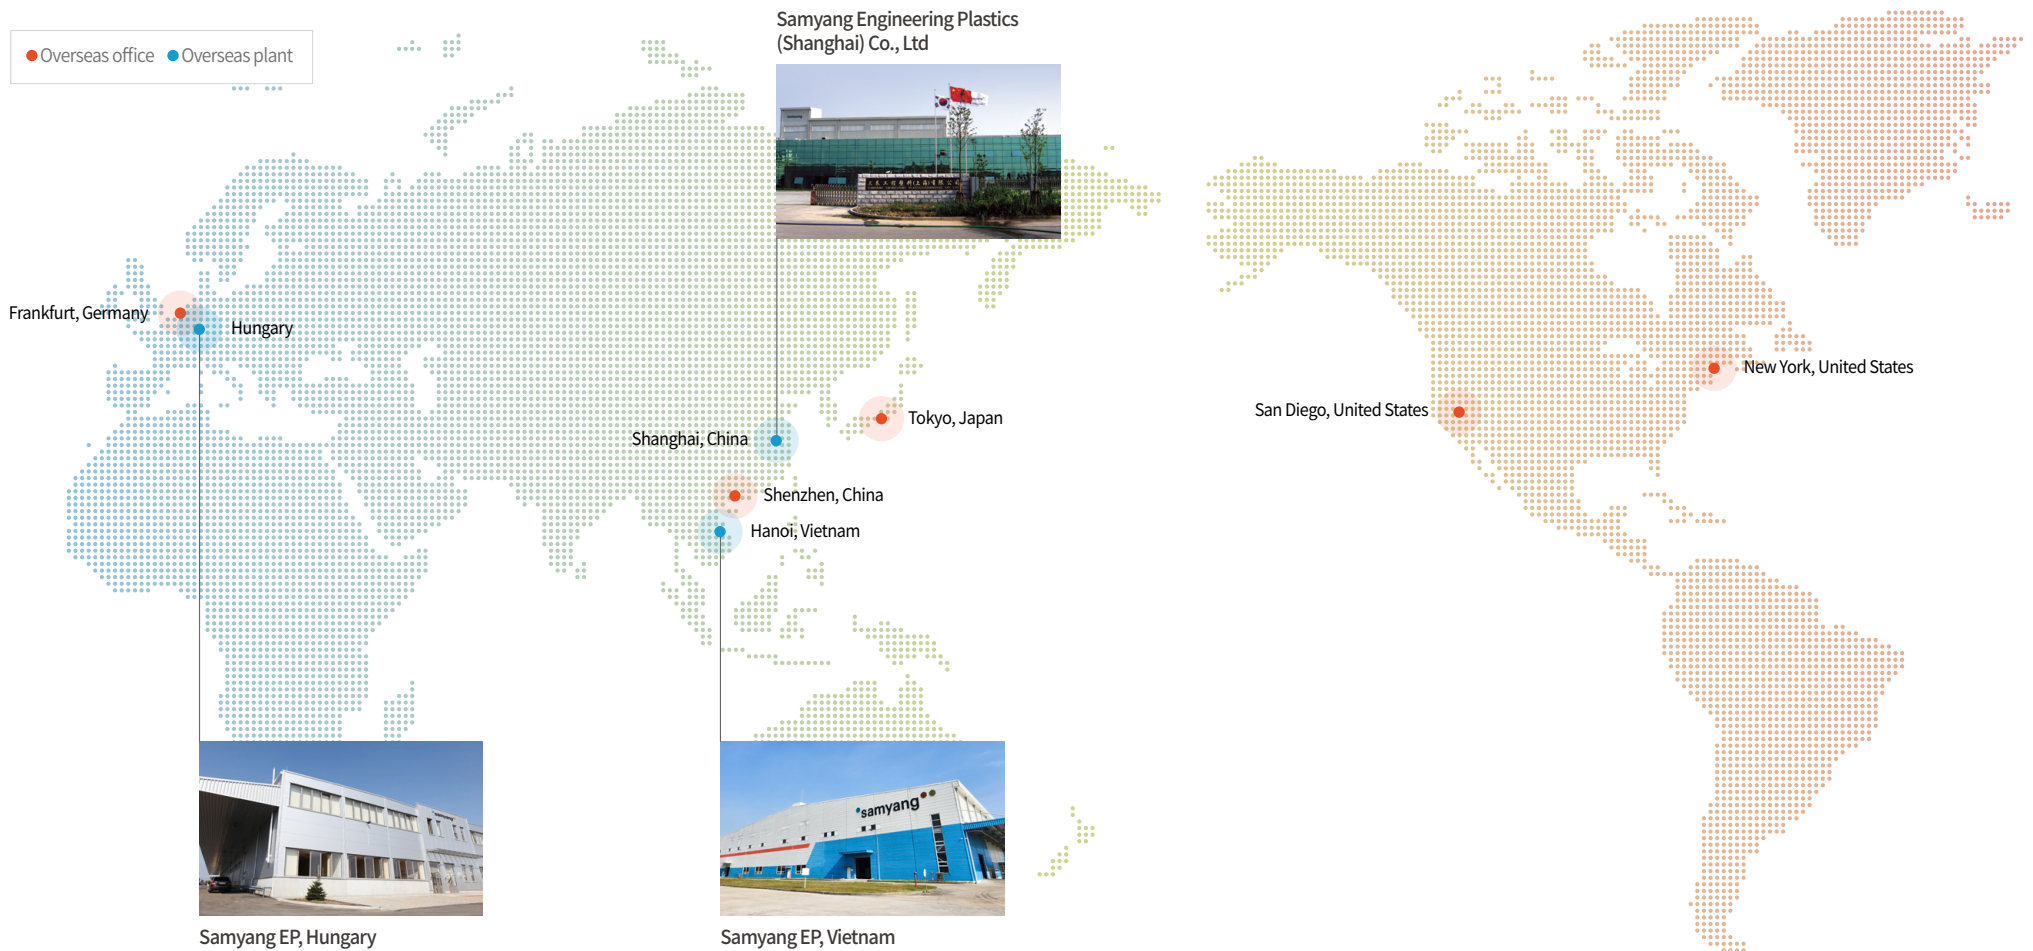 Samyang Engineering Plastics
(Shanghai) Co., Ltd
Overseas office
Overseas plant
Frankfurt, Germany
Hungary
Shanghai, China
Tokyo, Japan
Shenzhen, China
Hanoi, Vietnam
San Diego, United States
New York, United States
samyang
Samyang EP, Hungary
Samyang EP, Vietnam